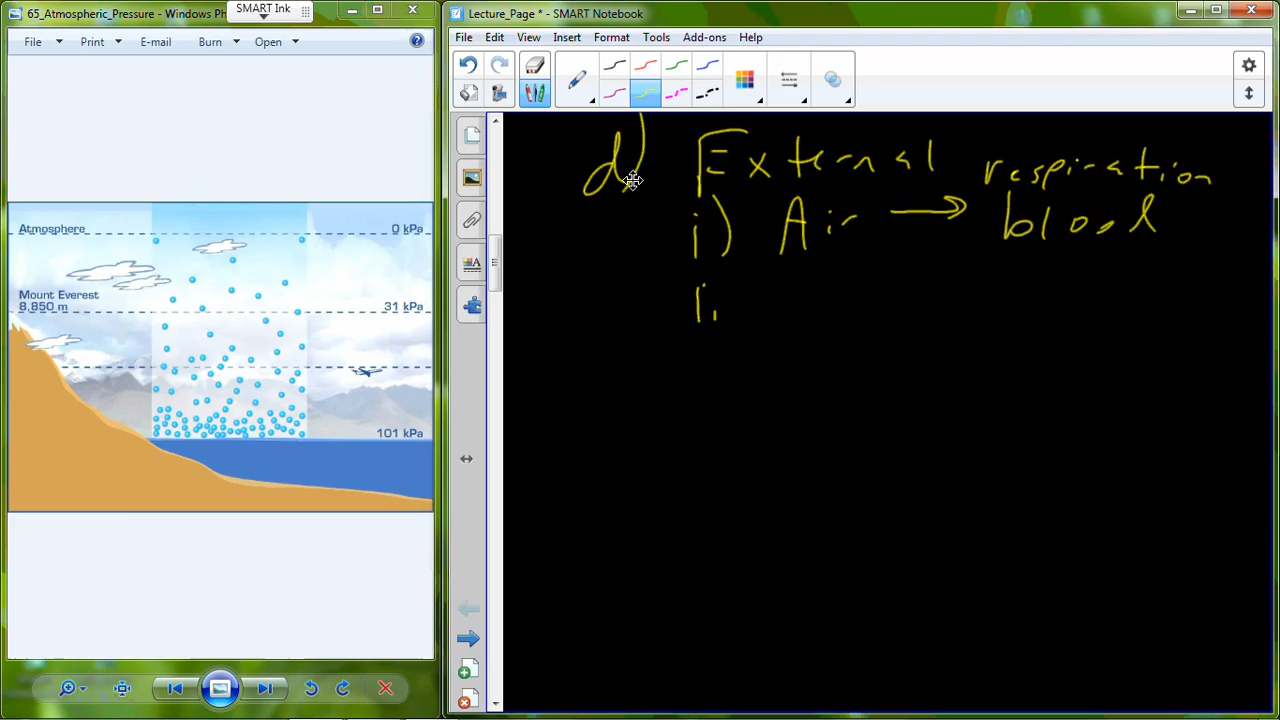 65_Atmospheric_Pressure - Windows Ph
SMART Ink
File Print E-mail Burn Open
Atmosphere 0 kPa
Mount Everest
8,850 m 31 kPa
101 kPa
Lecture_Page * - SMART Notebook
File Edit View Insert Format Tools Add-ons Help
d) External respiration
i) Air → blood